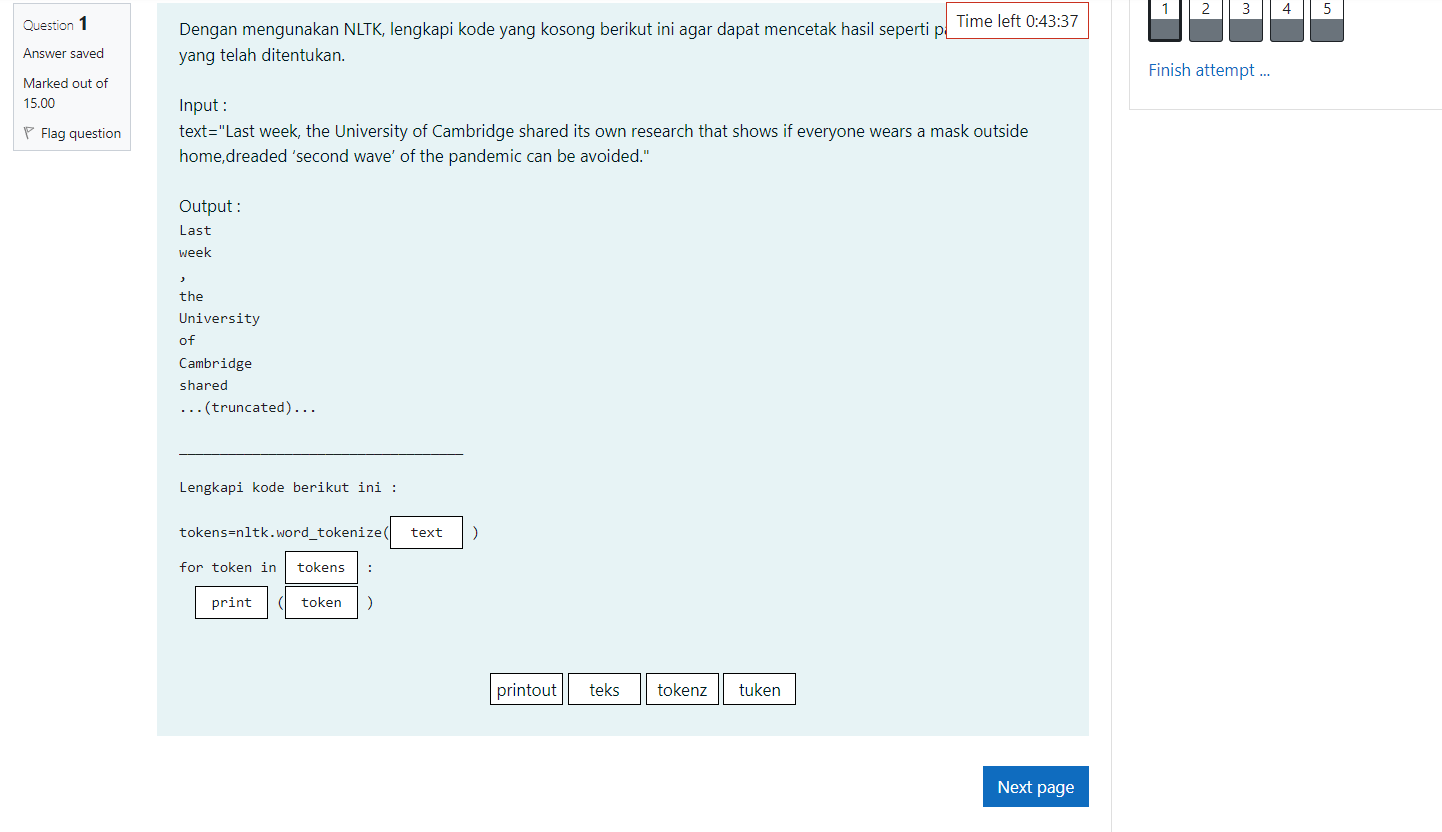 Question 1
Answer saved
Marked out of
15.00
Flag question
Dengan mengunakan NLTK, lengkapi kode yang kosong berikut ini agar dapat mencetak hasil seperti
yang telah ditentukan.
Time left 0:43:37
Input :
text="Last week, the University of Cambridge shared its own research that shows if everyone wears a mask outside
home,dreaded ‘second wave’ of the pandemic can be avoided."
Output :
Last
week
,
the
University
of
Cambridge
shared
...(truncated)...
___________________________________
Lengkapi kode berikut ini :
tokens=nltk.word_tokenize( text )
for token in tokens :
print ( token )
printout teks tokenz tuken
Next page
1 2 3 4 5
Finish attempt ...